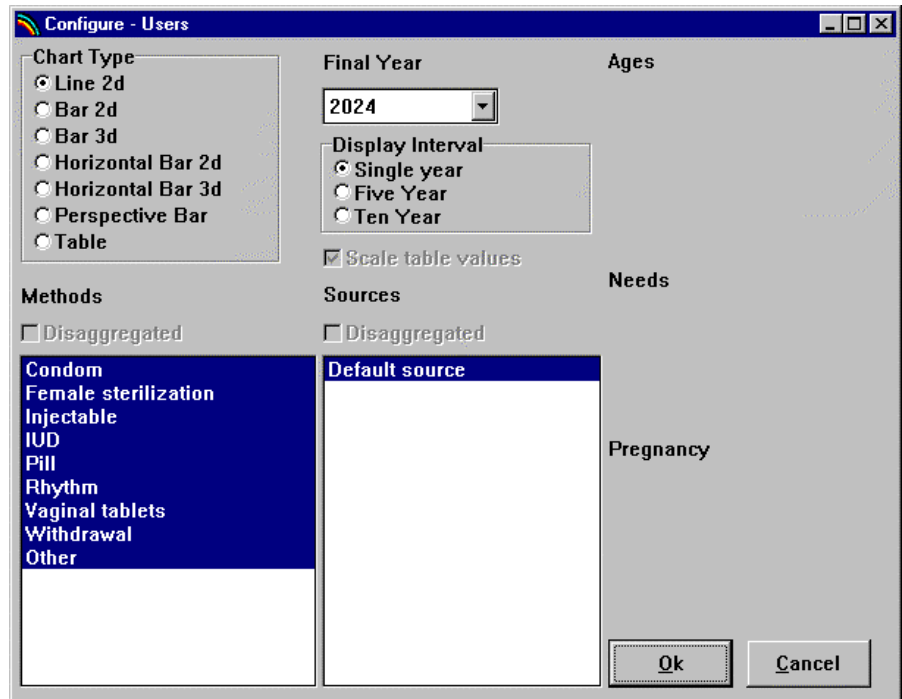 Configure - Users
Chart Type
Line 2d
Bar 2d
Bar 3d
Horizontal Bar 2d
Horizontal Bar 3d
Perspective Bar
Table
Final Year
2024
Display Interval
Single year
Five Year
Ten Year
Scale table values
Ages
Needs
Pregnancy
Methods
Disaggregated
Condom
Female sterilization
Injectable
IUD
Pill
Rhythm
Vaginal tablets
Withdrawal
Other
Sources
Disaggregated
Default source
Ok
Cancel